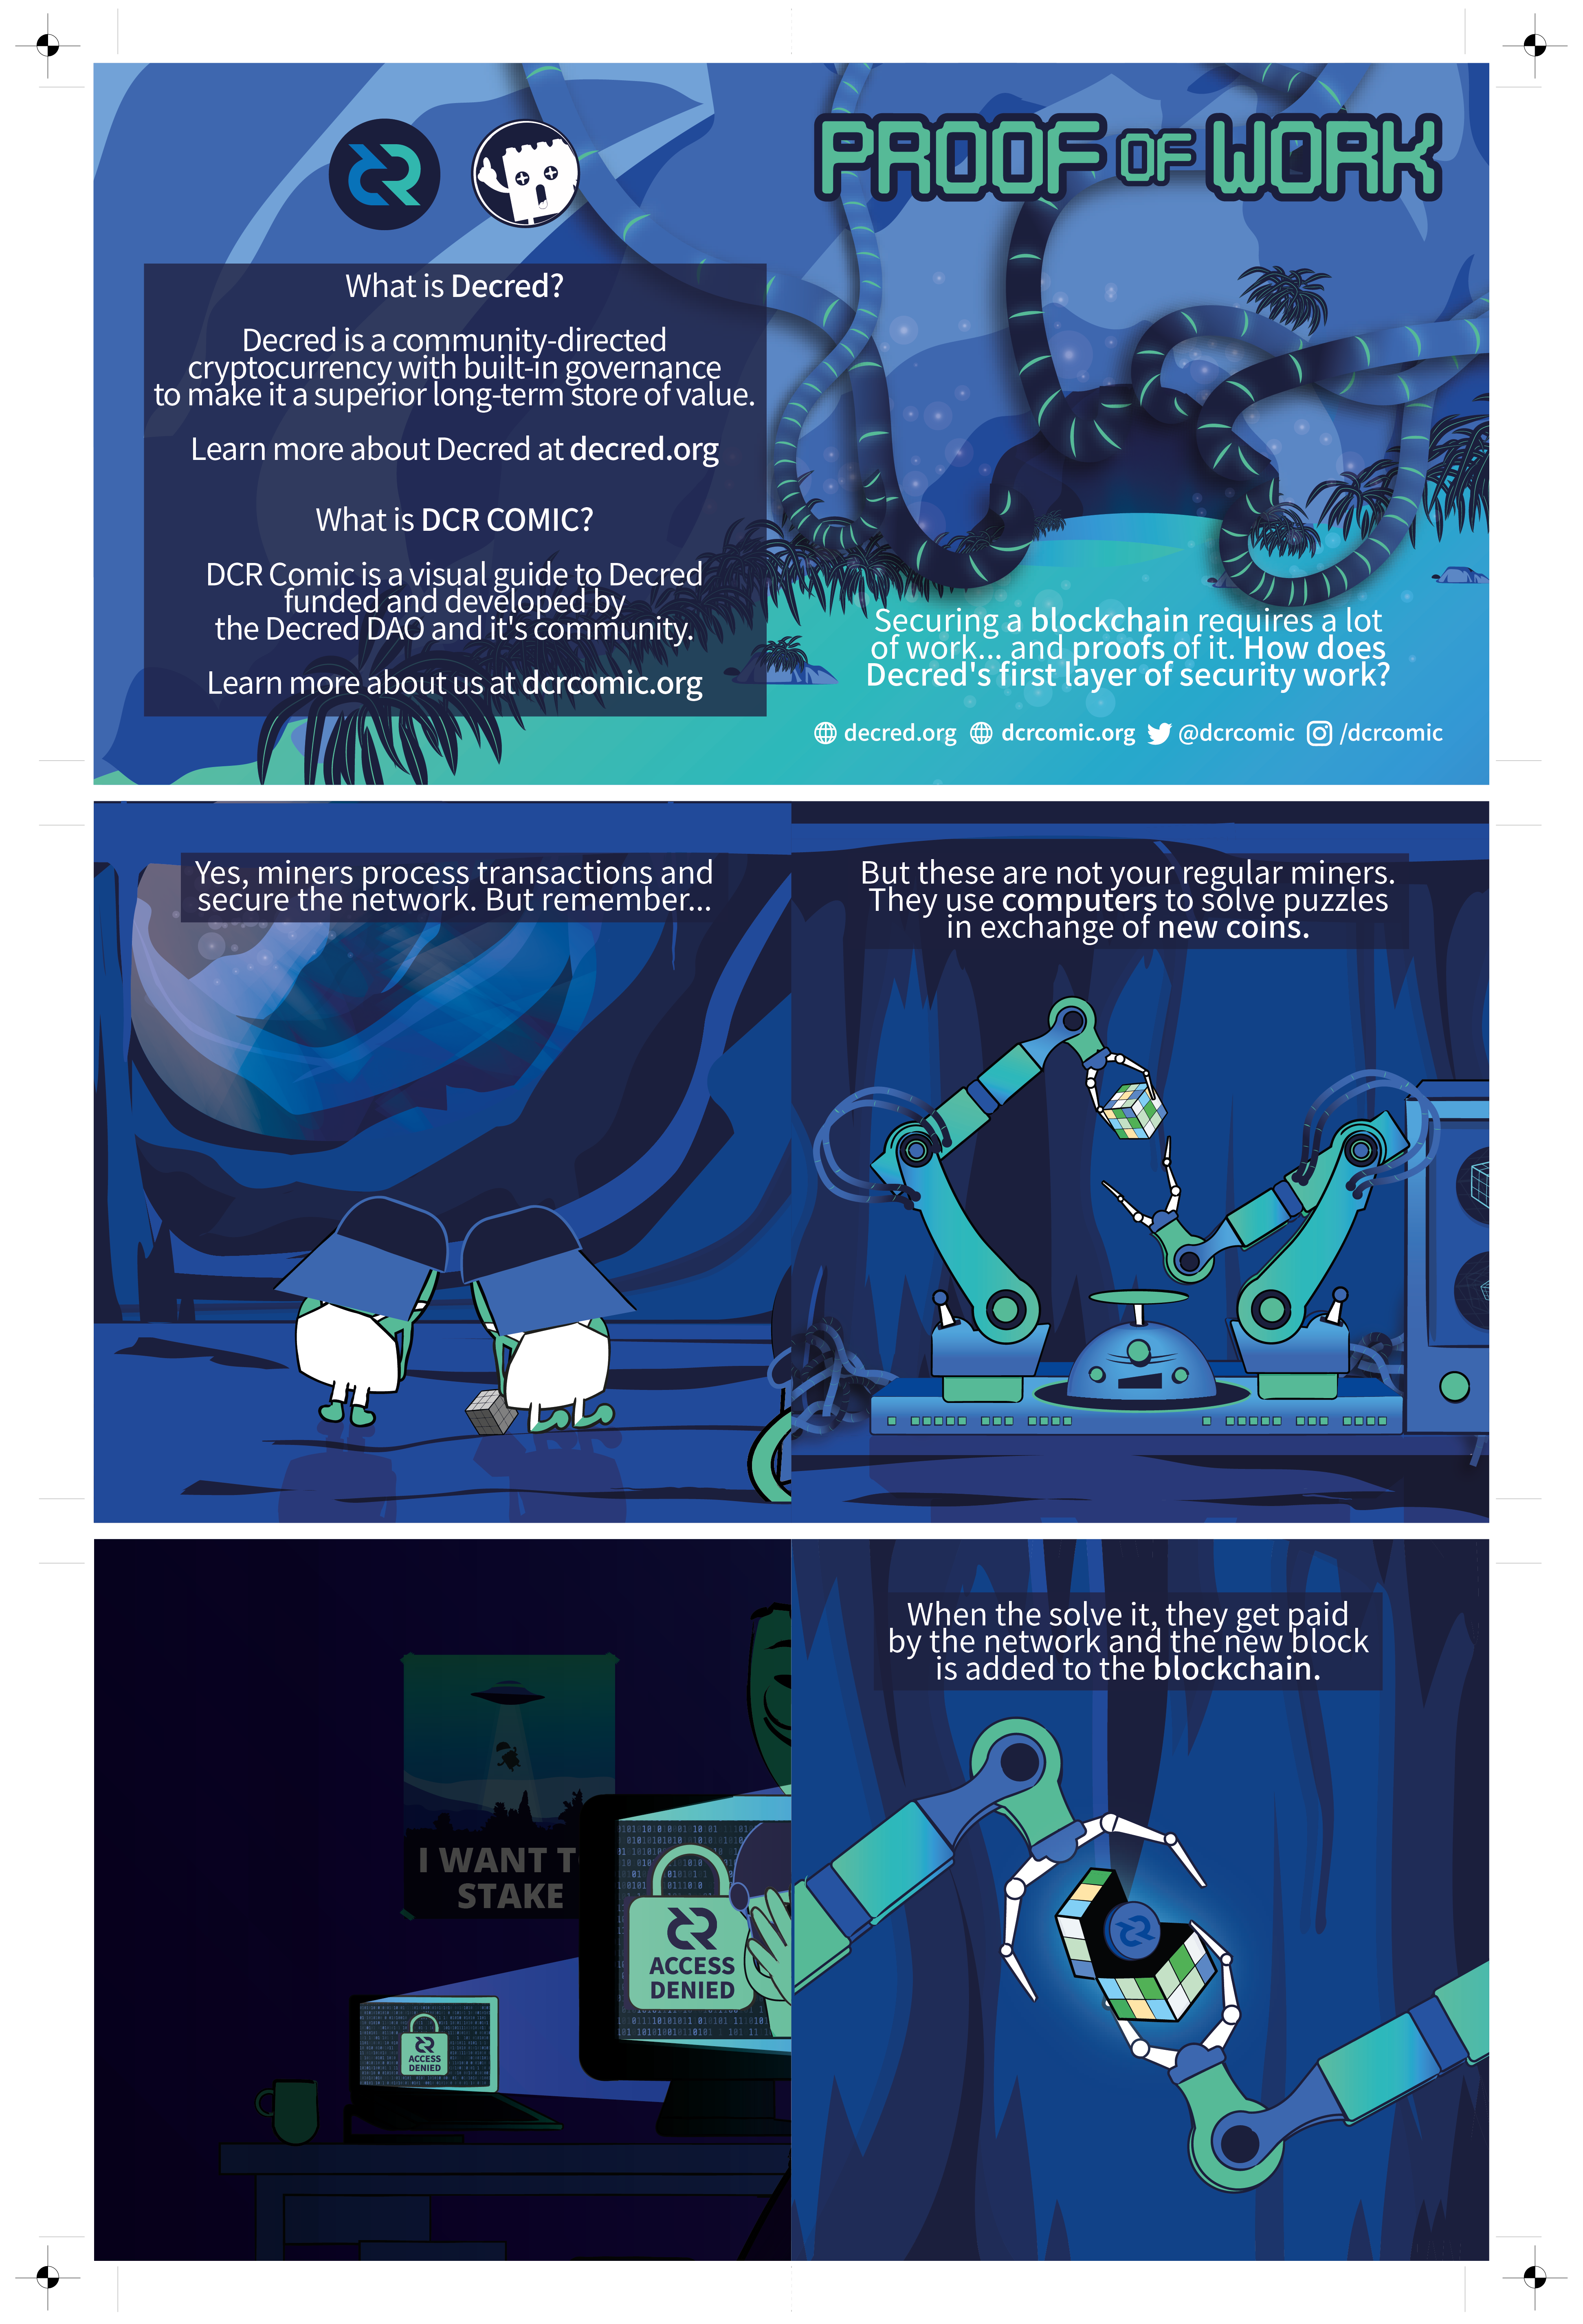 What is Decred?
Decred is a community-directed
cryptocurrency with built-in governance
to make it a superior long-term store of value.
Learn more about Decred at decred.org
What is DCR COMIC?
DCR Comic is a visual guide to Decred
funded and developed by
the Decred DAO and it's community.
Learn more about us at dcrcomic.org
PROOF OF WORK
Securing a blockchain requires a lot
of work... and proofs of it. How does
Decred's first layer of security work?
decred.org dcrcomic.org @dcrcomic /dcrcomic
Yes, miners process transactions and
secure the network. But remember...
But these are not your regular miners.
They use computers to solve puzzles
in exchange of new coins.
I WANT T
STAKE
ACCESS
DENIED
ACCESS
DENIED
When the solve it, they get paid
by the network and the new block
is added to the blockchain.